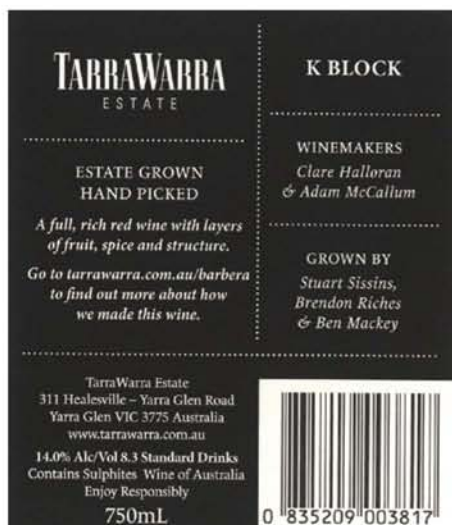 TARRAWARRA
ESTATE
ESTATE GROWN
HAND PICKED
A full, rich red wine with layers
of fruit, spice and structure.
Go to tarrawarra.com.au/barbera
to find out more about how
we made this wine.
K BLOCK
WINEMAKERS
Clare Halloran
& Adam McCallum
GROWN BY
Stuart Sissins,
Brendon Riches
& Ben Mackey
TarraWarra Estate
311 Healesville – Yarra Glen Road
Yarra Glen VIC 3775 Australia
www.tarrawarra.com.au
14.0% Alc/Vol 8.3 Standard Drinks
Contains Sulphites Wine of Australia
Enjoy Responsibly
750mL
0 835209 003817